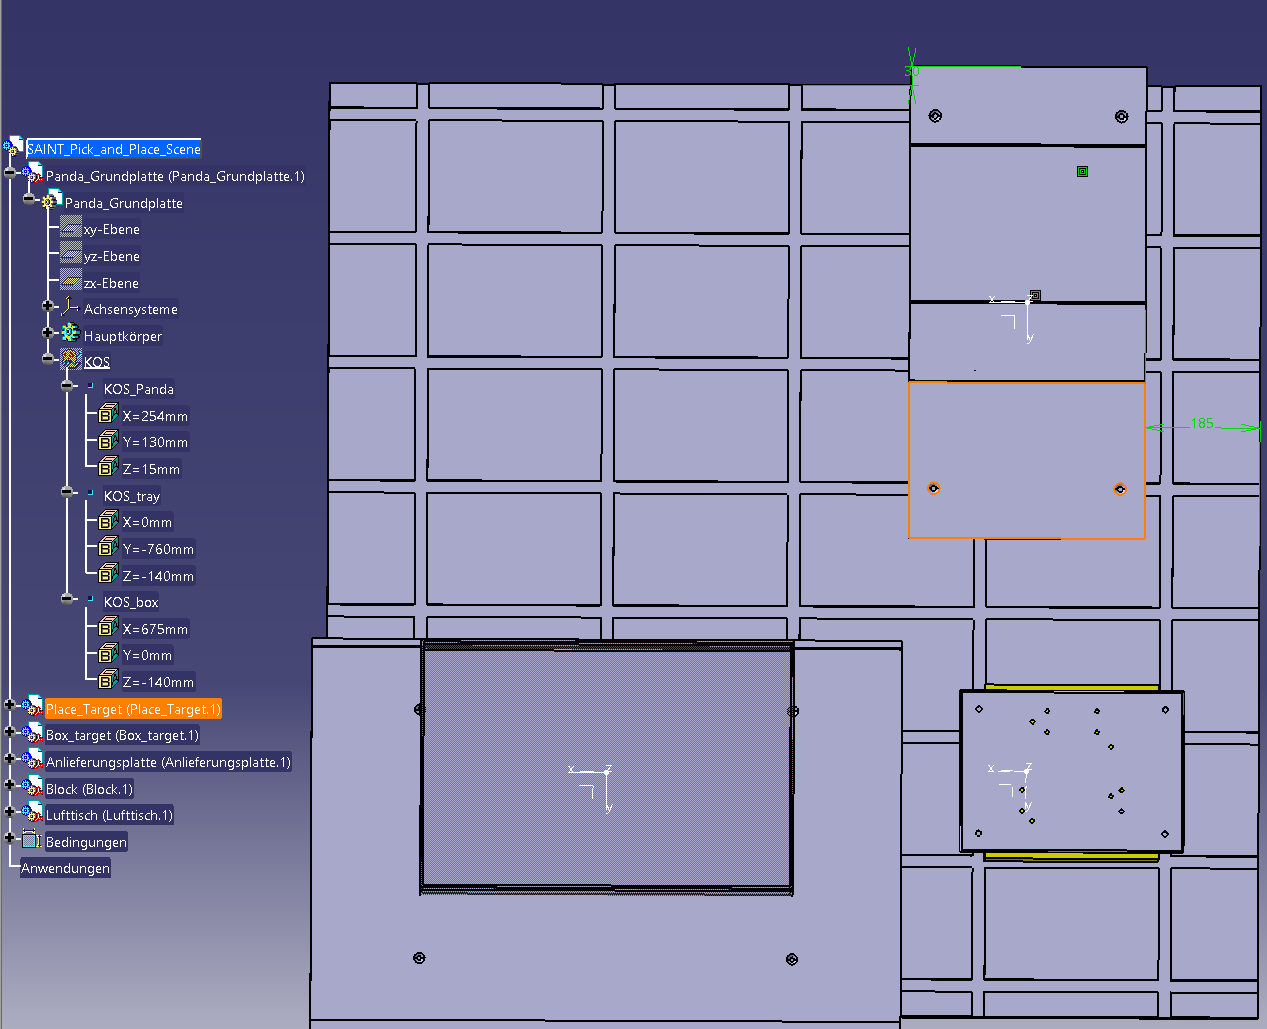 SAINT_Pick_and_Place_Scene
Panda_Grundplatte (Panda_Grundplatte.1)
Panda_Grundplatte
xy-Ebene
yz-Ebene
zx-Ebene
Achsensysteme
Hauptkörper
KOS
KOS_Panda
X=254mm
Y=130mm
Z=15mm
KOS_tray
X=0mm
Y=-760mm
Z=-140mm
KOS_box
X=675mm
Y=0mm
Z=-140mm
Place_Target (Place_Target.1)
Box_target (Box_target.1)
Anlieferungsplatte (Anlieferungsplatte.1)
Block (Block.1)
Lufttisch (Lufttisch.1)
Bedingungen
Anwendungen
30
x z
y
185
x z
y
x z
y